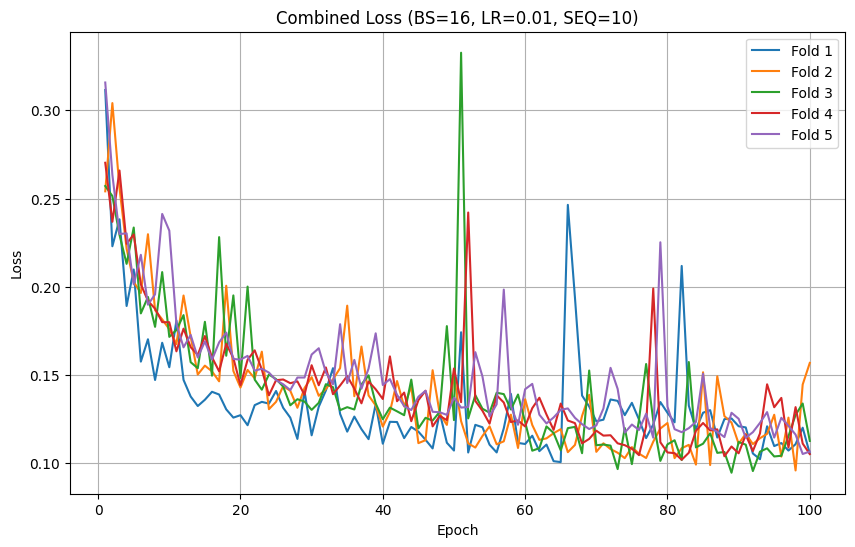 Combined Loss (BS=16, LR=0.01, SEQ=10)
Fold 1
Fold 2
Fold 3
Fold 4
Fold 5
Loss
0.30
0.25
0.20
0.15
0.10
0
20
40
60
80
100
Epoch